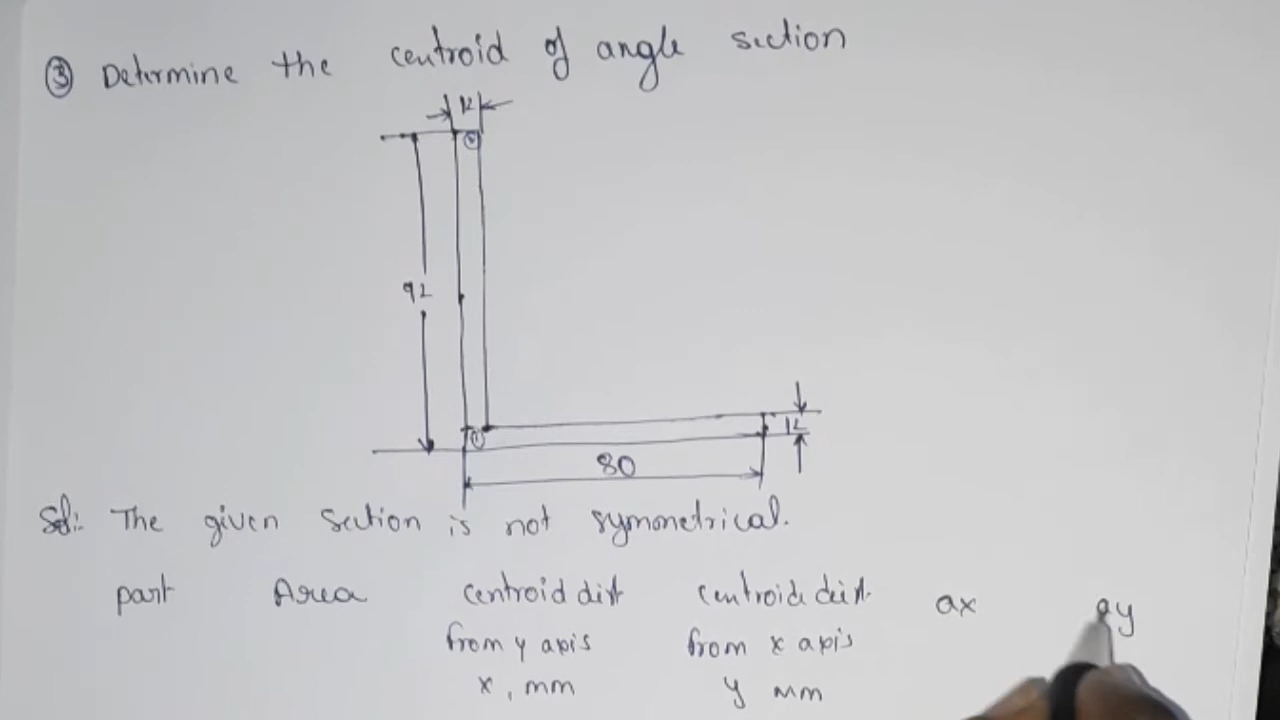 ③ Determine the centroid of angle section
12
②
92
①
12
80
Sol:- The given section is not symmetrical.
part Area centroid dist centroid dist ax ay
from y axis from x axis
x, mm y mm